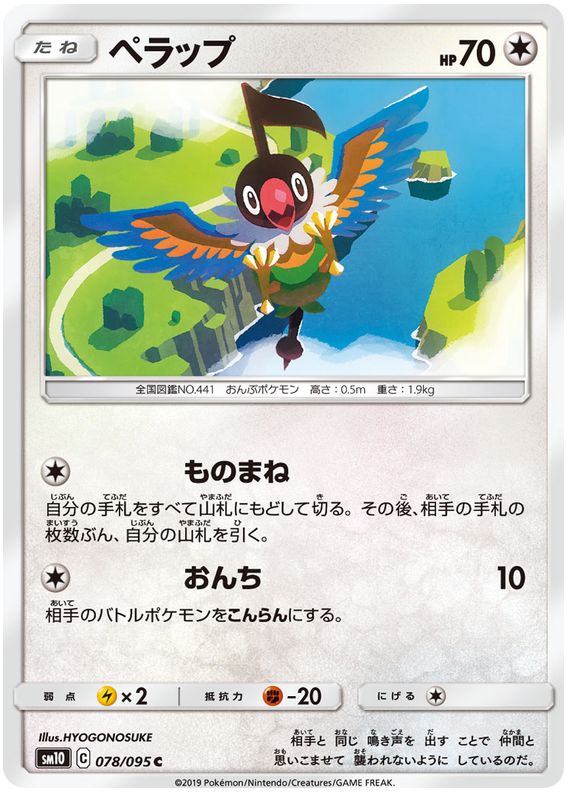 たね ペラップ HP70
全国図鑑NO.441 おんぷポケモン 高さ:0.5m 重さ:1.9kg
ものまね
自分の手札をすべて山札にもどして切る。その後、相手の手札の
枚数ぶん、自分の山札を引く。
おんち 10
相手のバトルポケモンをこんらんにする。
弱点 ×2 抵抗力 -20 にげる
Illus.HYOGONOSUKE
sm10 C 078/095 C
相手と 同じ 鳴き声を 出す ことで 仲間と
思いこませて 襲われないように しているのだ。
©2019 Pokémon/Nintendo/Creatures/GAME FREAK.